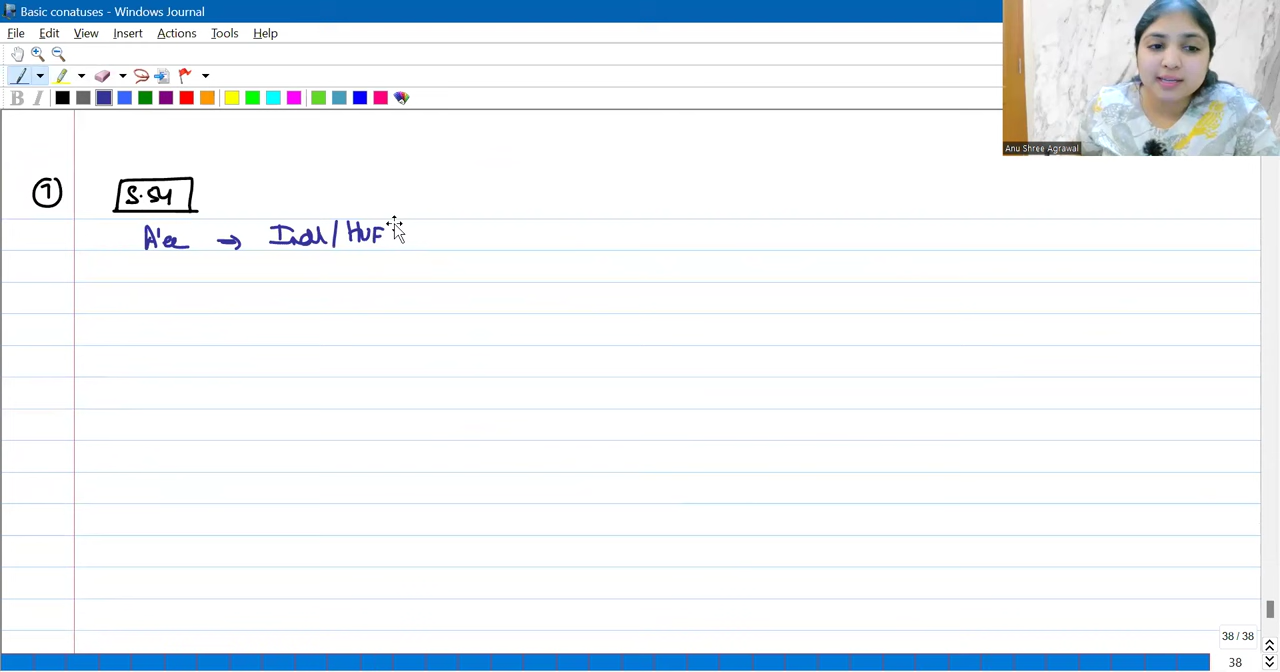 Basic conatuses - Windows Journal
File Edit View Insert Actions Tools Help
B I
Anu Shree Agrawal
7 S.54
A'ee → Indl / HUF
38 / 38
38